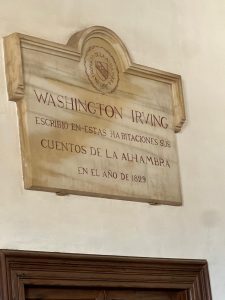 WASHINGTON IRVING
ESCRIBIO EN ESTAS HABITACIONES SUS
CUENTOS DE LA ALHAMBRA
EN EL AÑO DE 1829